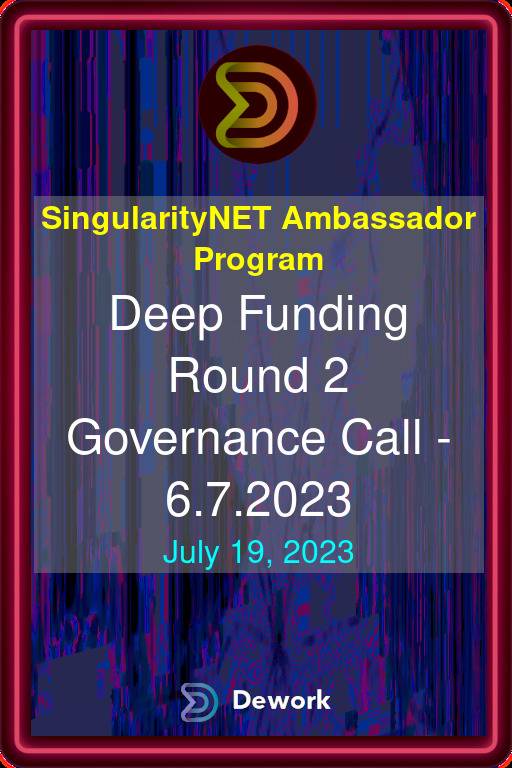 SingularityNET Ambassador
Program
Deep Funding
Round 2
Governance Call -
6.7.2023
July 19, 2023
Dework